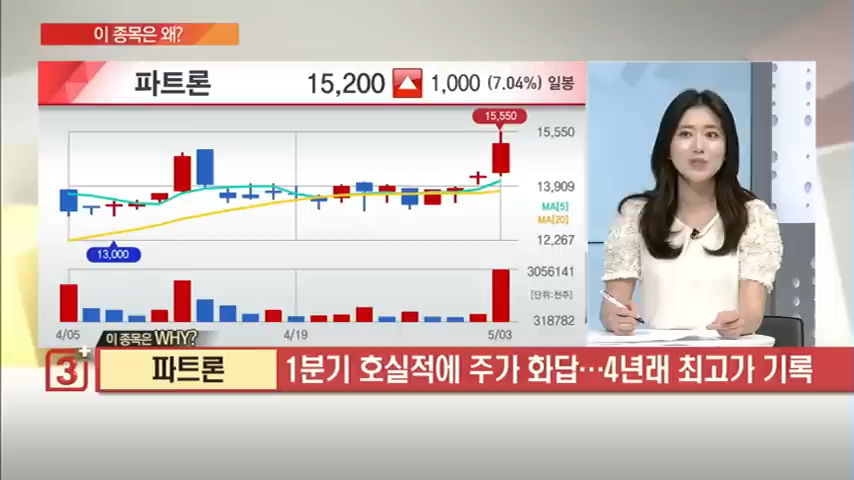 이 종목은 왜?
파트론 15,200 1,000 (7.04%) 일봉
15,550
15,550
13,909
MA[5]
MA[20]
12,267
13,000
3056141
[단위:천주]
318782
4/05 4/19 5/03
이 종목은 WHY?
3+ 파트론 1분기 호실적에 주가 화답…4년래 최고가 기록